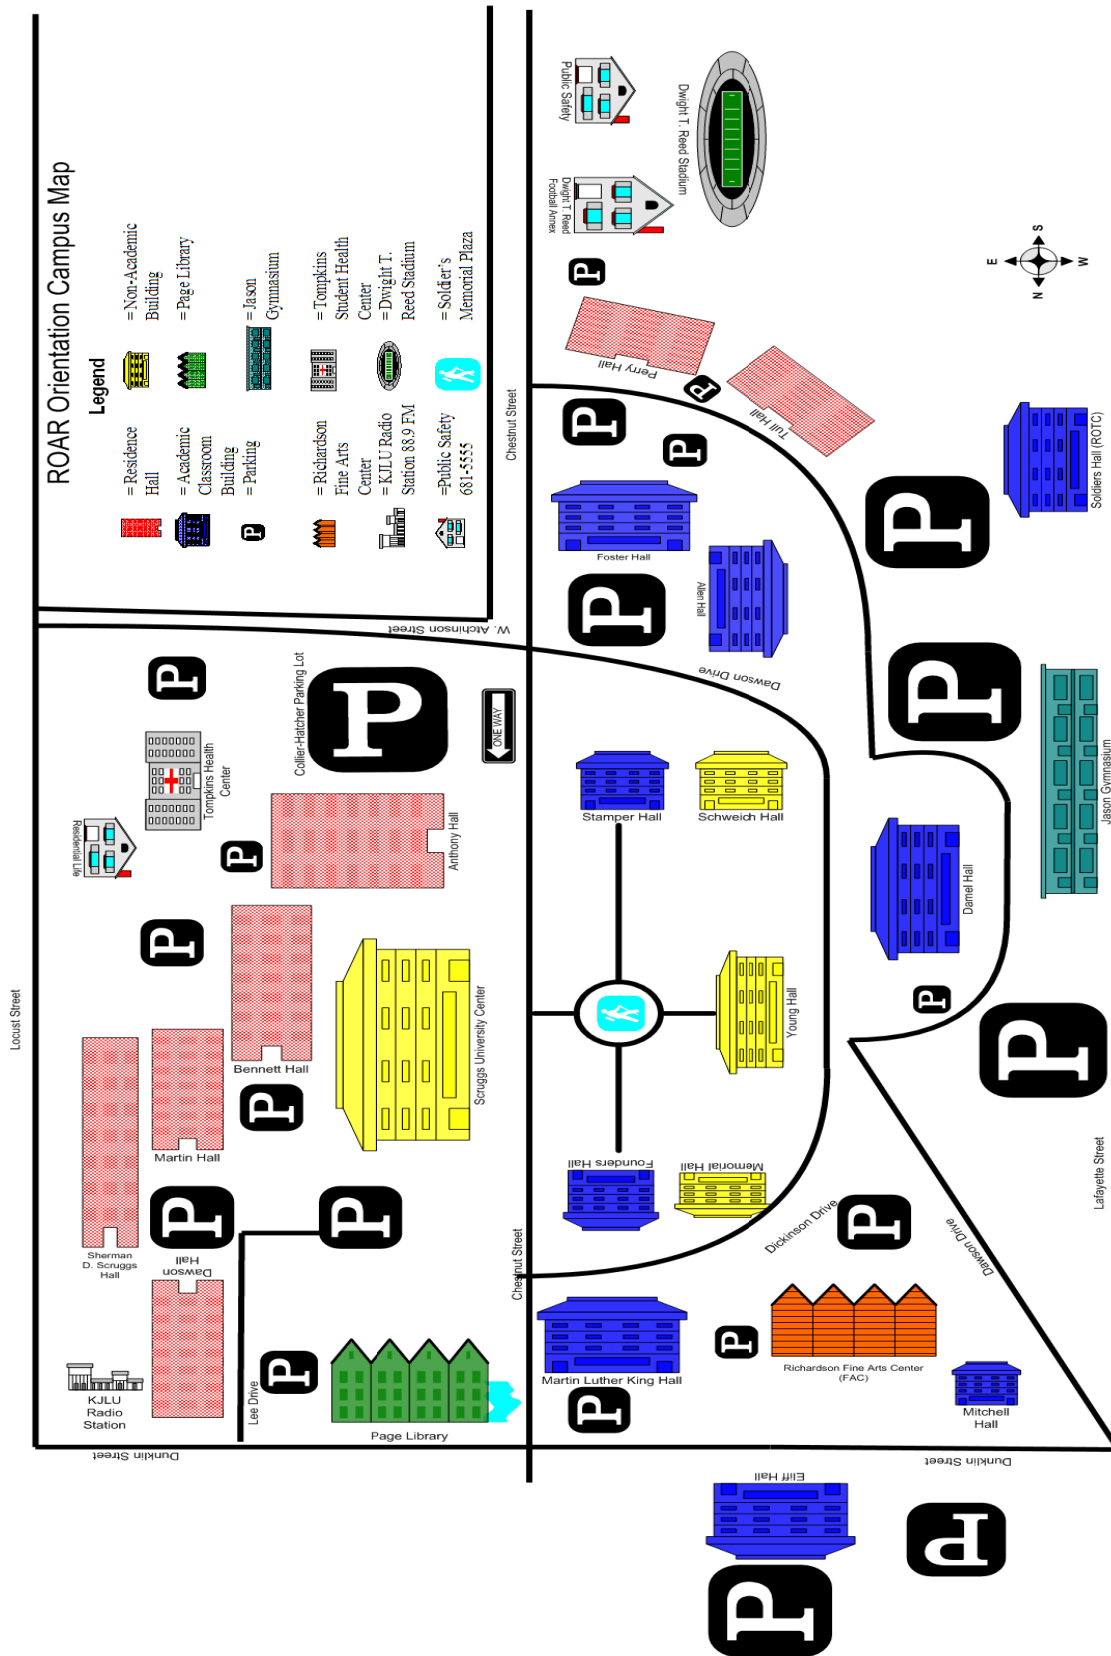 ROAR Orientation Campus Map
Legend
= Residence
Hall
= Non-Academic
Building
= Academic
Classroom
Building
= Page Library
= Parking
= Jason
Gymnasium
= Richardson
Fine Arts
Center
= Tompkins
Student Health
Center
= KJLU Radio
Station 88.9 FM
= Dwight T.
Reed Stadium
=Public Safety
681-5555
= Soldier's
Memorial Plaza
P
Locust Street
W. Atchinson Street
Chestnut Street
Public Safety
Dwight T. Reed Stadium
Dwight T. Reed
Football Annex
P
Perry Hall
P
Tull Hall
P
P
Foster Hall
P
Allen Hall
Dawson Drive
P
P
Soldiers Hall (ROTC)
E
N
S
W
P
Tompkins Health
Center
Residential Life
Collier-Hatcher Parking Lot
P
ONE WAY
P
Anthony Hall
P
Bennett Hall
Scruggs University Center
Martin Hall
P
Sherman
D. Scruggs
Hall
P
P
Dawson
Hall
KJLU
Radio
Station
Lee Drive
P
Page Library
Dunklin Street
Stamper Hall
Schweich Hall
Young Hall
Founders Hall
Memorial Hall
Chestnut Street
Dickinson Drive
Damel Hall
P
Jason Gymnasium
P
Lafayette Street
Dawson Drive
P
Martin Luther King Hall
P
P
Richardson Fine Arts Center
(FAC)
Mitchell
Hall
Dunklin Street
Eliff Hall
P
P